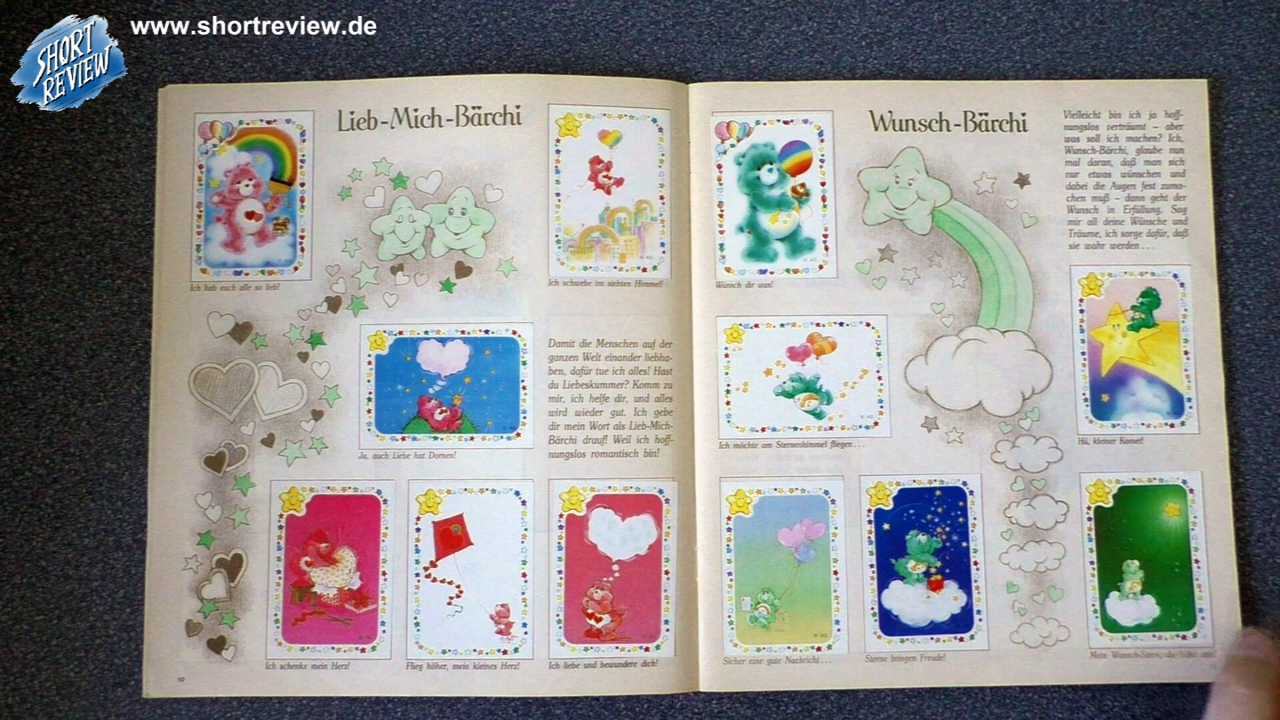 www.shortreview.de
SHORT
REVIEW
Lieb-Mich-Bärchi
Ich hab euch alle so lieb!
Ich schwebe im siebten Himmel!
Ja, auch Liebe hat Dornen!
Damit die Menschen auf der
ganzen Welt einander liebha-
ben, dafür tue ich alles! Hast
du Liebeskummer? Komm zu
mir, ich helfe dir, und alles
wird wieder gut. Ich gebe
dir mein Wort als Lieb-Mich-
Bärchi drauf! Weil ich hoff-
nungslos romantisch bin!
Ich schenke mein Herz!
Flieg höher, mein kleines Herz!
Ich liebe und bewundere dich!
10
Wunsch-Bärchi
Vielleicht bin ich ja hoff-
nungslos verträumt – aber
was soll ich machen? Ich,
Wunsch-Bärchi, glaube nun
mal daran, daß man sich
nur etwas wünschen und
dabei die Augen fest zuma-
chen muß – dann geht der
Wunsch in Erfüllung. Sag
mir all deine Wünsche und
Träume, ich sorge dafür, daß
sie wahr werden . . .
Wünsch dir was!
Ich möchte am Sternenhimmel fliegen . . .
Hü, kleiner Komet!
Sicher eine gute Nachricht . . .
Sterne bringen Freude!
Mein Wunsch-Stern, du